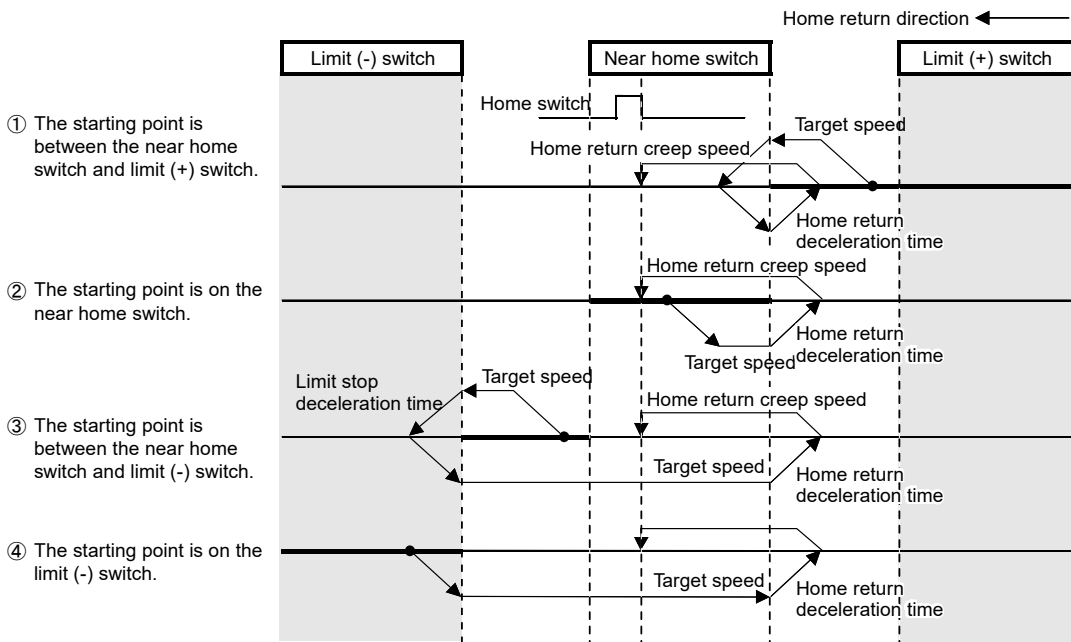 Home return direction
Limit (-) switch
Near home switch
Limit (+) switch
Home switch
① The starting point is
between the near home
switch and limit (+) switch.
Target speed
Home return creep speed
Home return
deceleration time
② The starting point is on the
near home switch.
Home return creep speed
Target speed
Home return
deceleration time
③ The starting point is
between the near home
switch and limit (-) switch.
Limit stop
deceleration time
Target speed
Home return creep speed
Target speed
Home return
deceleration time
④ The starting point is on the
limit (-) switch.
Target speed
Home return
deceleration time